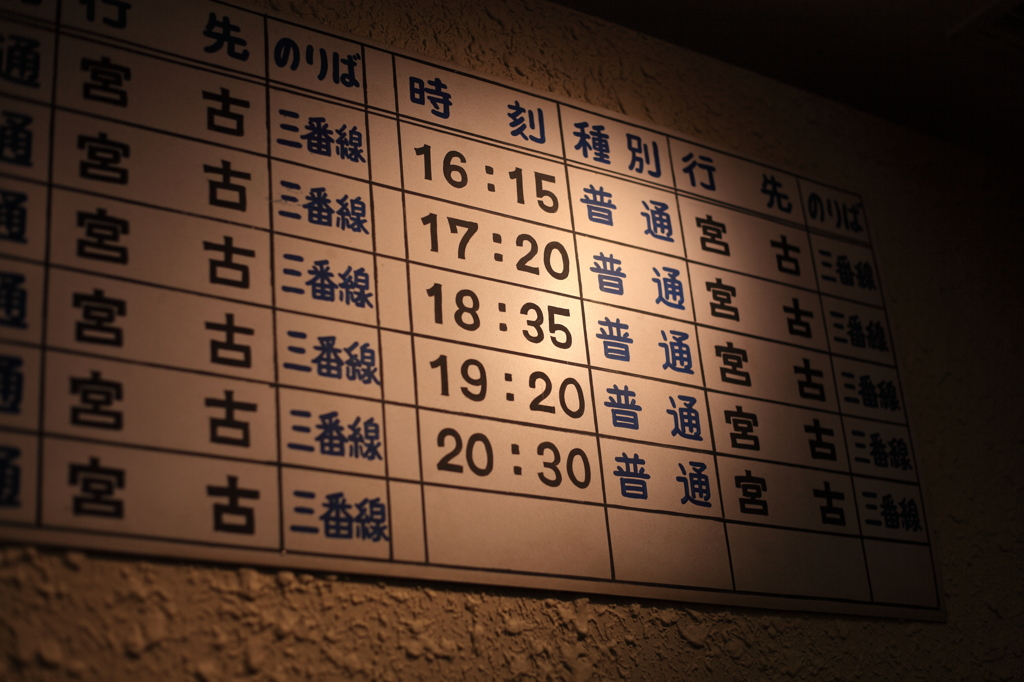 行先 のりば 時刻 種別 行先 のりば
通 宮古 三番線 16:15 普通 宮古 三番線
通 宮古 三番線 17:20 普通 宮古 三番線
通 宮古 三番線 18:35 普通 宮古 三番線
通 宮古 三番線 19:20 普通 宮古 三番線
通 宮古 三番線 20:30 普通 宮古 三番線
通 宮古 三番線